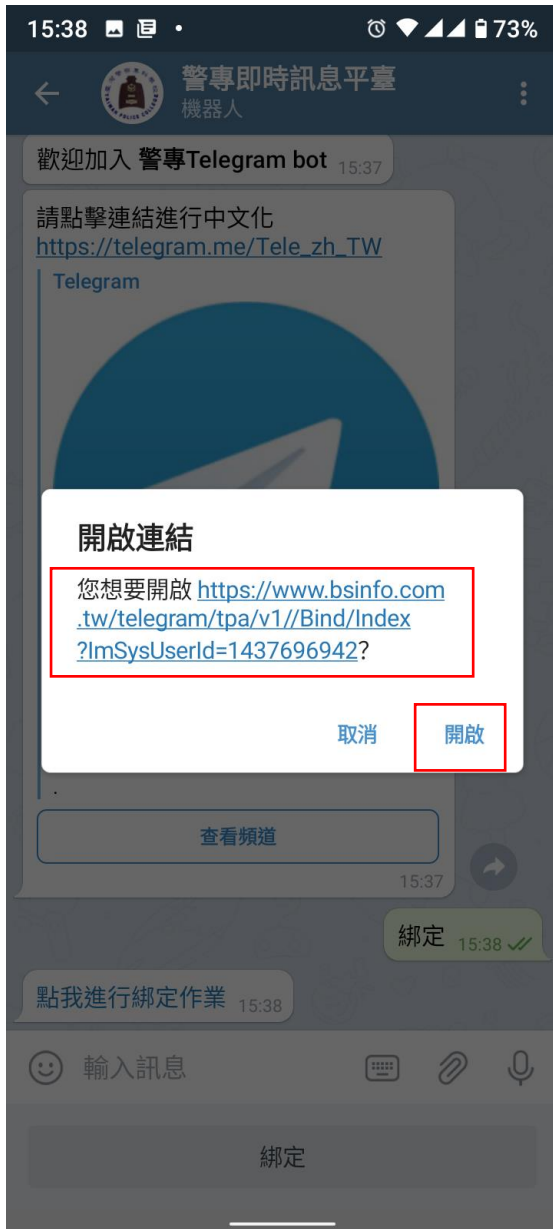 15:38
73%
警專即時訊息平臺
機器人
歡迎加入 警專Telegram bot 15:37
請點擊連結進行中文化
https://telegram.me/Tele_zh_TW
Telegram
開啟連結
您想要開啟 https://www.bsinfo.com
.tw/telegram/tpa/v1//Bind/Index
?ImSysUserId=1437696942?
取消
開啟
.
查看頻道
15:37
綁定 15:38
點我進行綁定作業 15:38
輸入訊息
綁定